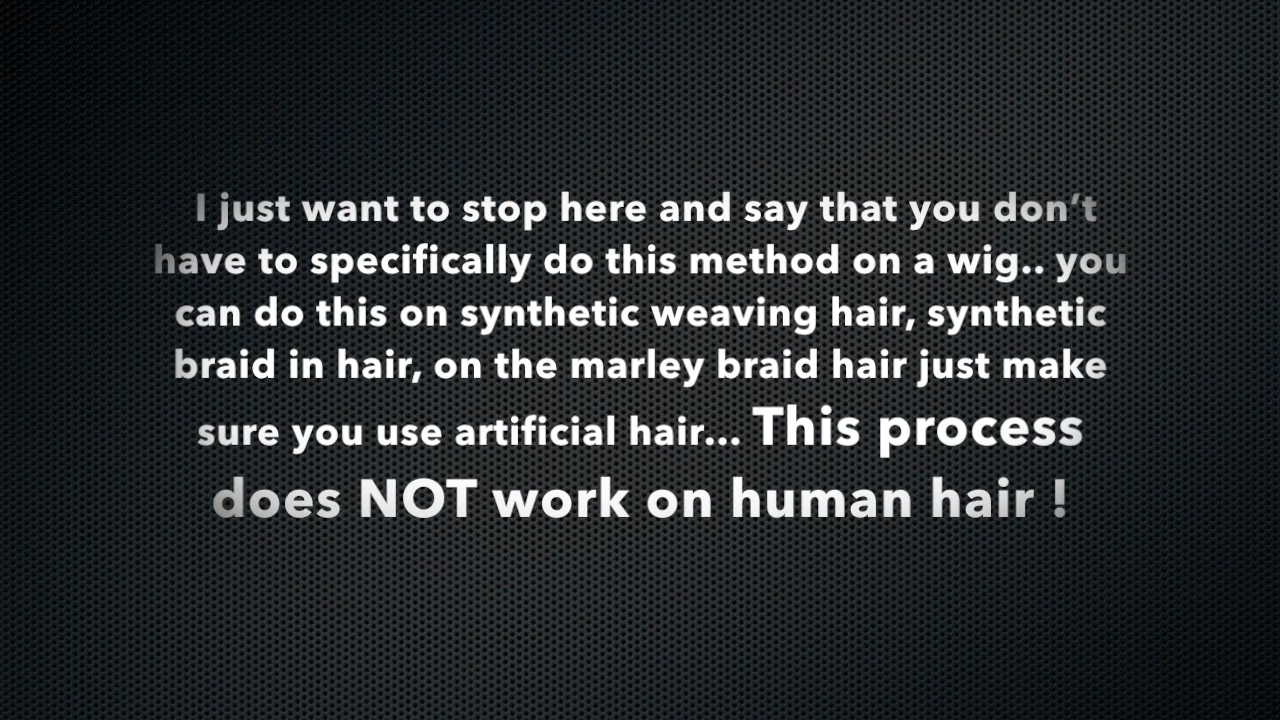 I just want to stop here and say that you don’t
have to specifically do this method on a wig.. you
can do this on synthetic weaving hair, synthetic
braid in hair, on the marley braid hair just make
sure you use artificial hair... This process
does NOT work on human hair !